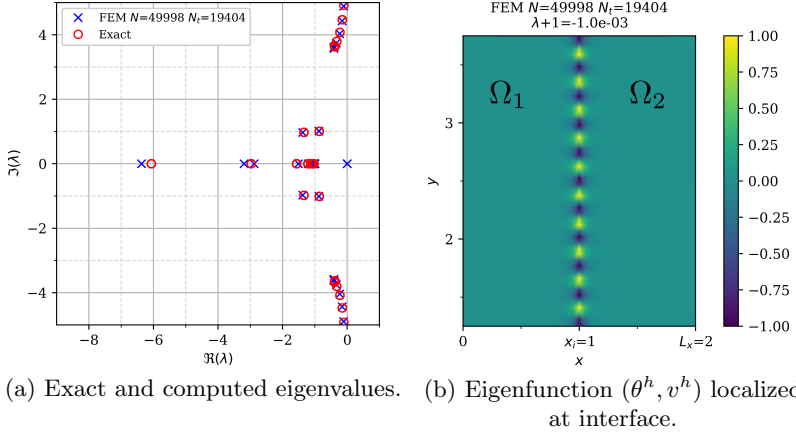 FEM N=49998 N_t=19404
Exact
4
2
0
−2
−4
−8
−6
−4
−2
0
ℑ(λ)
ℜ(λ)
(a) Exact and computed eigenvalues.
FEM N=49998 N_t=19404
λ+1=-1.0e-03
Ω₁
Ω₂
3
2
y
0
x_i=1
L_x=2
x
1.00
0.75
0.50
0.25
0.00
−0.25
−0.50
−0.75
−1.00
(b) Eigenfunction (θ^h, v^h) localized
at interface.